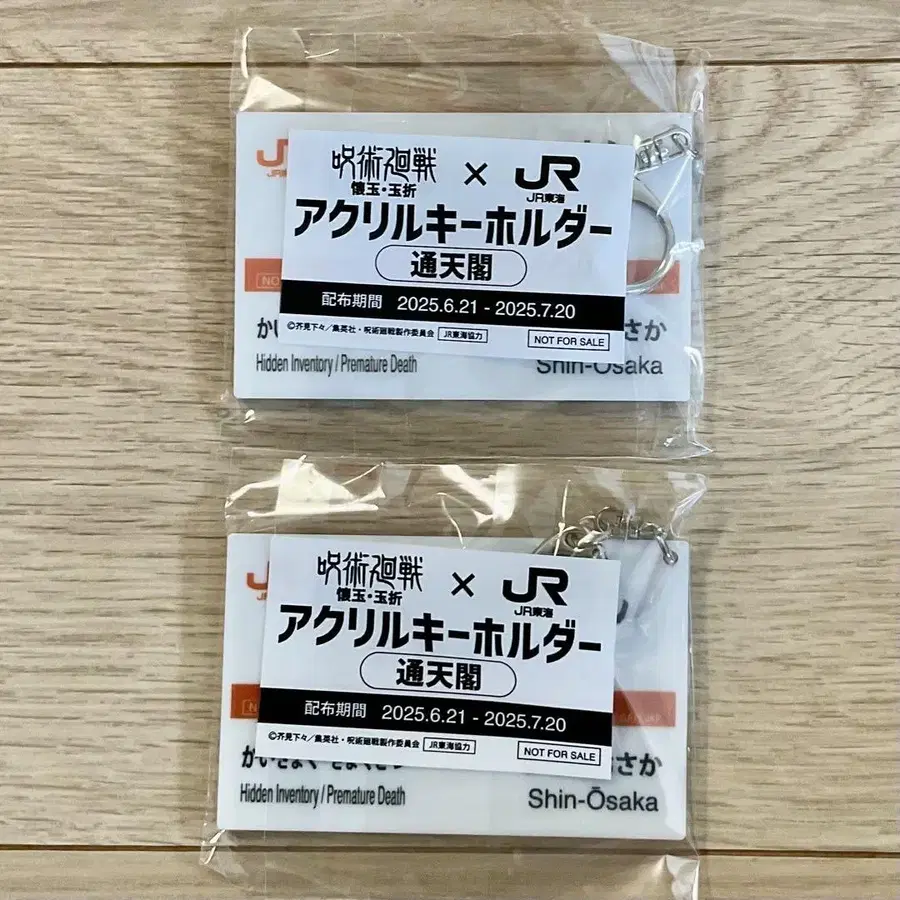 呪術廻戦
懐玉・玉折
×
JR
JR東海
アクリルキーホルダー
通天閣
配布期間 2025.6.21 - 2025.7.20
©芥見下々／集英社・呪術廻戦製作委員会 JR東海協力
NOT FOR SALE
さか
Hidden Inventory / Premature Death
Shin-Ōsaka
呪術廻戦
懐玉・玉折
×
JR
JR東海
アクリルキーホルダー
通天閣
配布期間 2025.6.21 - 2025.7.20
©芥見下々／集英社・呪術廻戦製作委員会 JR東海協力
NOT FOR SALE
さか
Hidden Inventory / Premature Death
Shin-Ōsaka